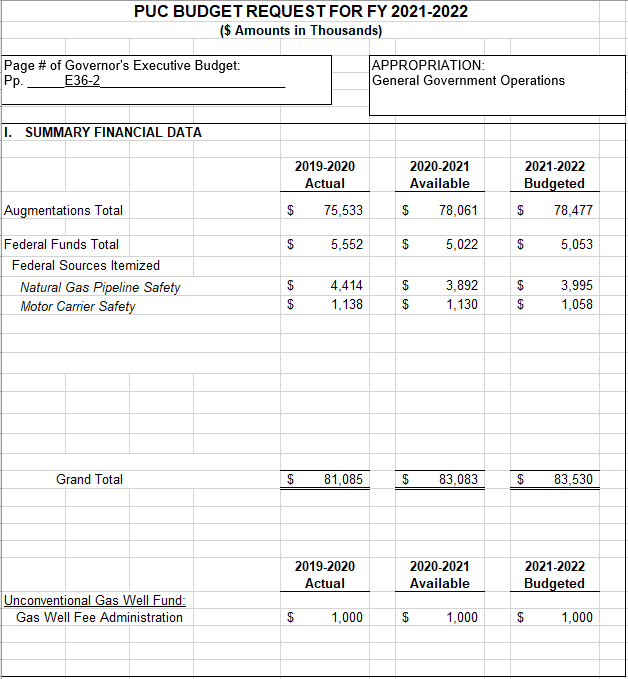 PUC BUDGET REQUEST FOR FY 2021-2022
($ Amounts in Thousands)
Page # of Governor's Executive Budget:
Pp. E36-2
APPROPRIATION:
General Government Operations
I. SUMMARY FINANCIAL DATA
2019-2020 2020-2021 2021-2022
Actual Available Budgeted
Augmentations Total $ 75,533 $ 78,061 $ 78,477
Federal Funds Total $ 5,552 $ 5,022 $ 5,053
Federal Sources Itemized
Natural Gas Pipeline Safety $ 4,414 $ 3,892 $ 3,995
Motor Carrier Safety $ 1,138 $ 1,130 $ 1,058
Grand Total $ 81,085 $ 83,083 $ 83,530
2019-2020 2020-2021 2021-2022
Actual Available Budgeted
Unconventional Gas Well Fund:
Gas Well Fee Administration $ 1,000 $ 1,000 $ 1,000